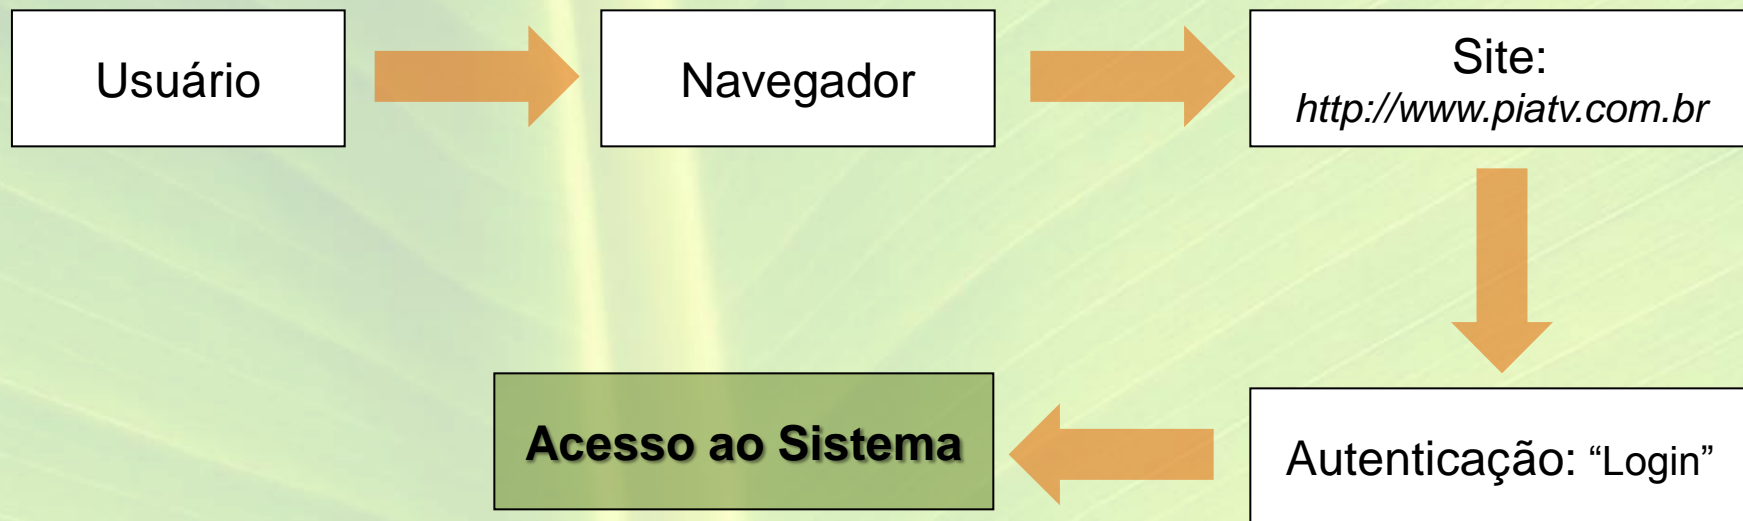 Usuário
Navegador
Site:
http://www.piatv.com.br
Autenticação: “Login”
Acesso ao Sistema